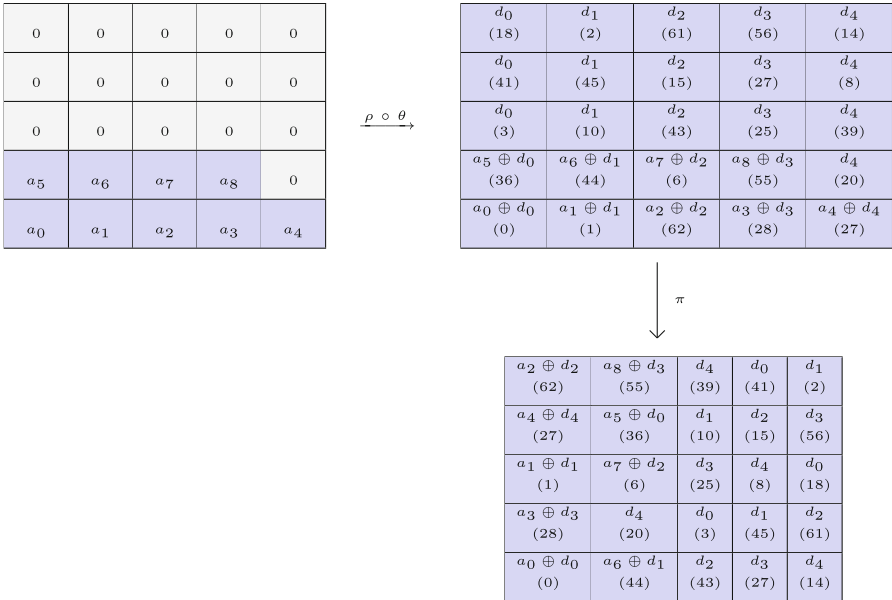 0 0 0 0 0
0 0 0 0 0
0 0 0 0 0
a5 a6 a7 a8 0
a0 a1 a2 a3 a4
ρ ∘ θ
d0 d1 d2 d3 d4
(18) (2) (61) (56) (14)
d0 d1 d2 d3 d4
(41) (45) (15) (27) (8)
d0 d1 d2 d3 d4
(3) (10) (43) (25) (39)
a5 ⊕ d0 a6 ⊕ d1 a7 ⊕ d2 a8 ⊕ d3 d4
(36) (44) (6) (55) (20)
a0 ⊕ d0 a1 ⊕ d1 a2 ⊕ d2 a3 ⊕ d3 a4 ⊕ d4
(0) (1) (62) (28) (27)
π
a2 ⊕ d2 a8 ⊕ d3 d4 d0 d1
(62) (55) (39) (41) (2)
a4 ⊕ d4 a5 ⊕ d0 d1 d2 d3
(27) (36) (10) (15) (56)
a1 ⊕ d1 a7 ⊕ d2 d3 d4 d0
(1) (6) (25) (8) (18)
a3 ⊕ d3 d4 d0 d1 d2
(28) (20) (3) (45) (61)
a0 ⊕ d0 a6 ⊕ d1 d2 d3 d4
(0) (44) (43) (27) (14)